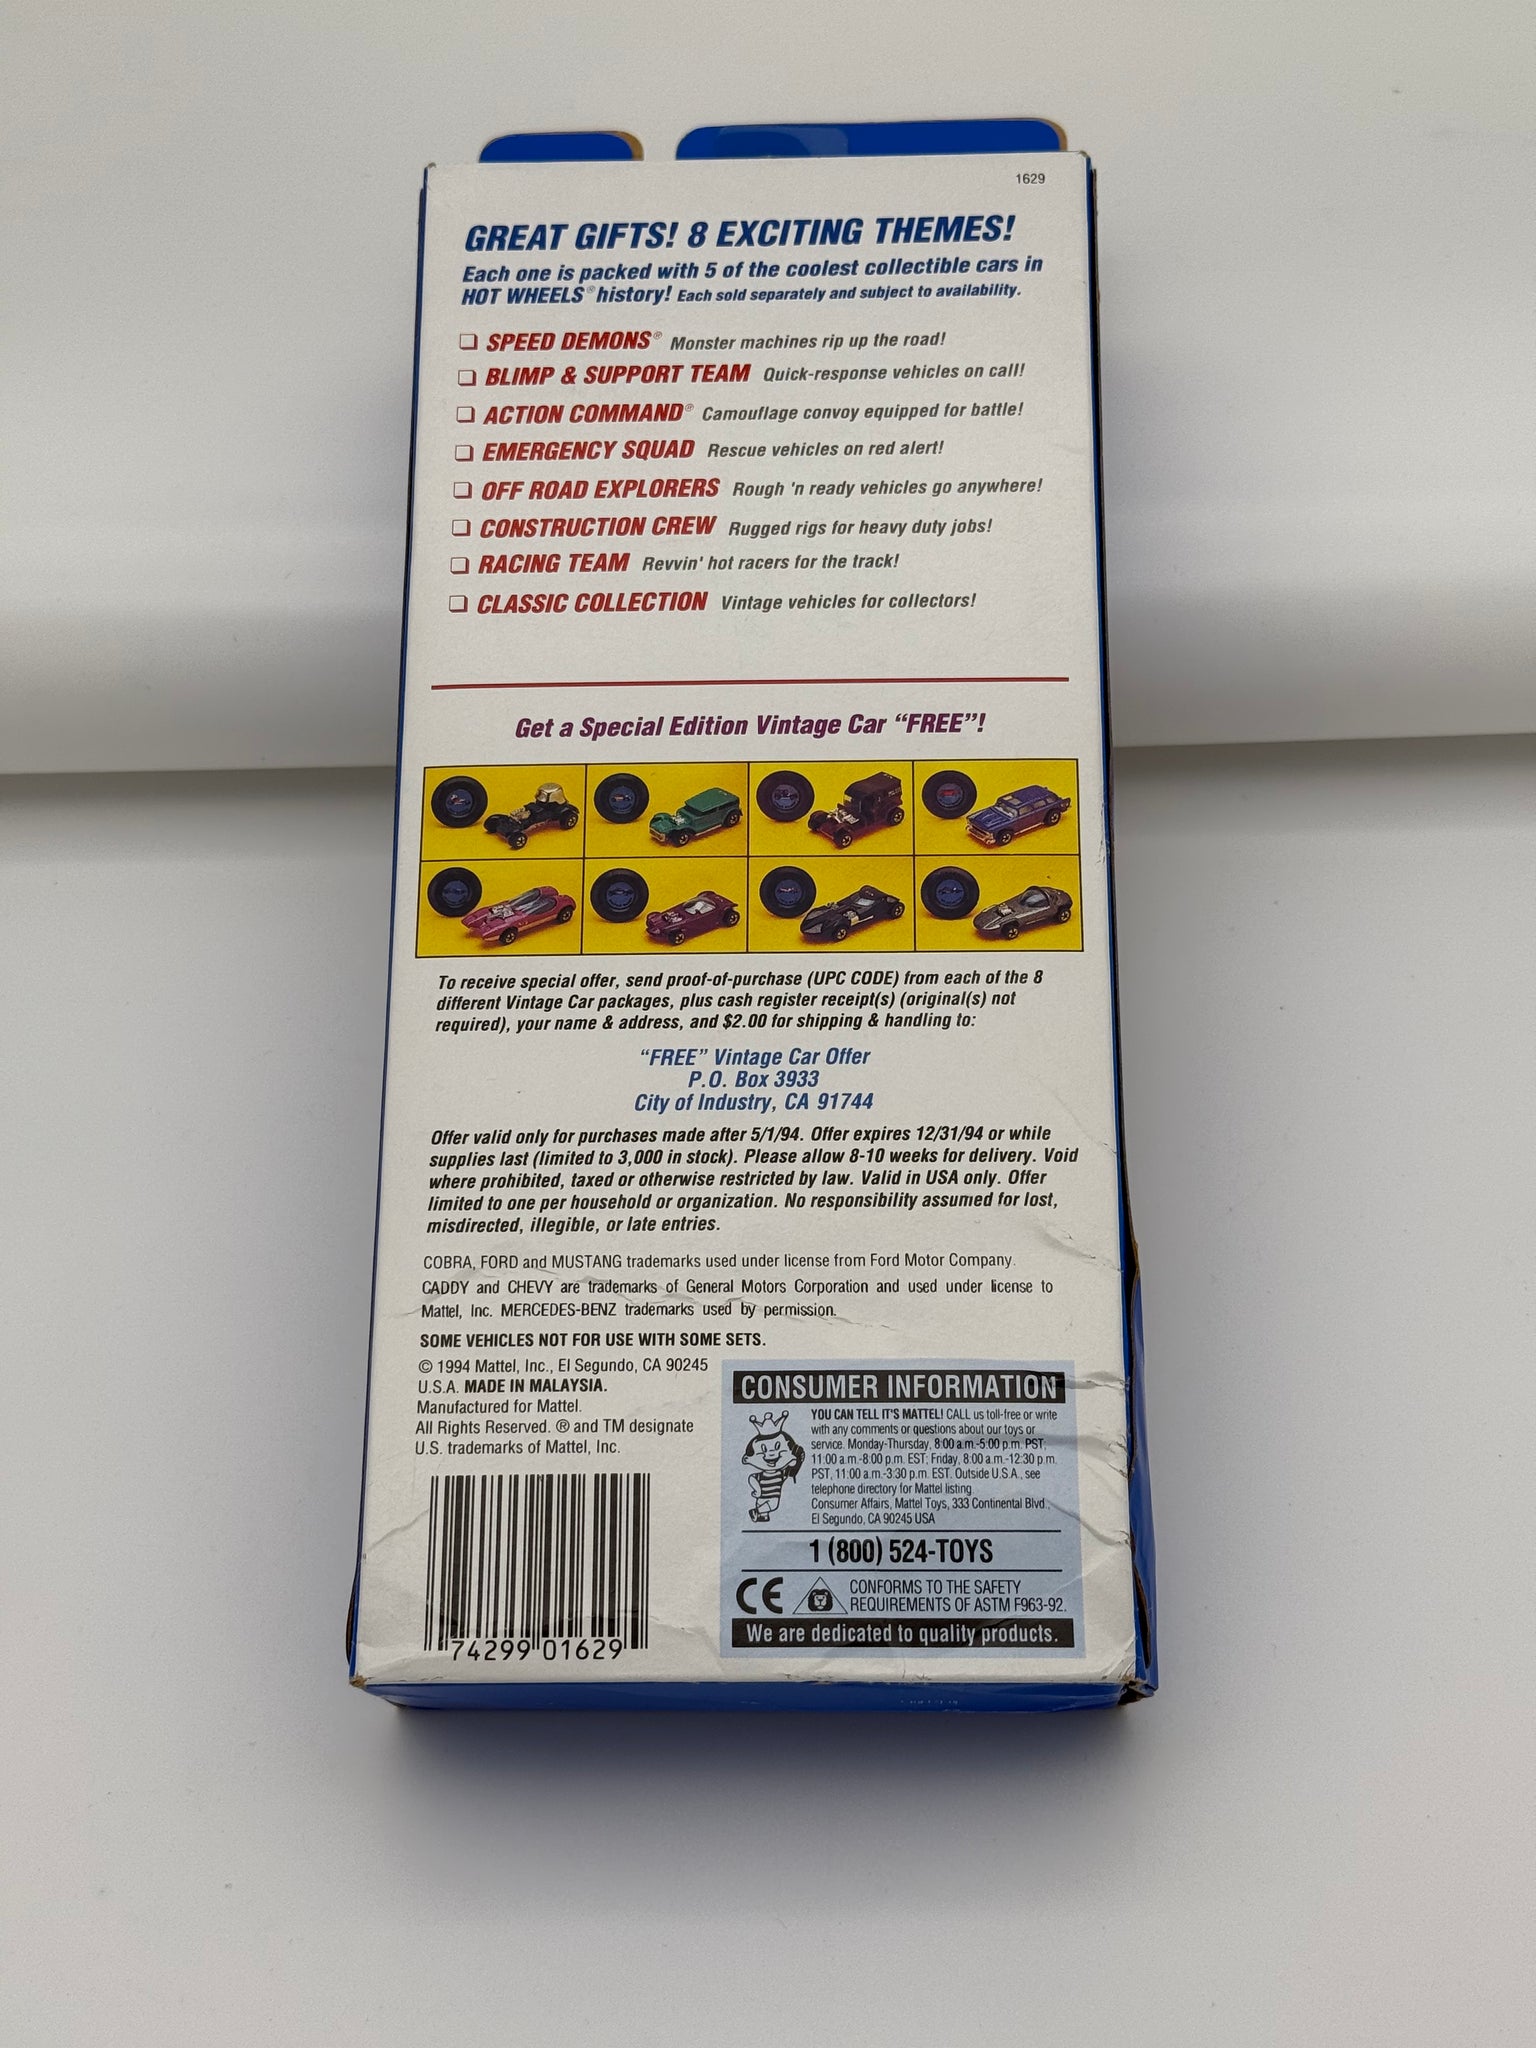 1629
GREAT GIFTS! 8 EXCITING THEMES!
Each one is packed with 5 of the coolest collectible cars in
HOT WHEELS® history! Each sold separately and subject to availability.
❏ SPEED DEMONS® Monster machines rip up the road!
❏ BLIMP & SUPPORT TEAM Quick-response vehicles on call!
❏ ACTION COMMAND® Camouflage convoy equipped for battle!
❏ EMERGENCY SQUAD Rescue vehicles on red alert!
❏ OFF ROAD EXPLORERS Rough 'n ready vehicles go anywhere!
❏ CONSTRUCTION CREW Rugged rigs for heavy duty jobs!
❏ RACING TEAM Revvin' hot racers for the track!
❏ CLASSIC COLLECTION Vintage vehicles for collectors!
Get a Special Edition Vintage Car “FREE”!
To receive special offer, send proof-of-purchase (UPC CODE) from each of the 8
different Vintage Car packages, plus cash register receipt(s) (original(s) not
required), your name & address, and $2.00 for shipping & handling to:
“FREE” Vintage Car Offer
P.O. Box 3933
City of Industry, CA 91744
Offer valid only for purchases made after 5/1/94. Offer expires 12/31/94 or while
supplies last (limited to 3,000 in stock). Please allow 8-10 weeks for delivery. Void
where prohibited, taxed or otherwise restricted by law. Valid in USA only. Offer
limited to one per household or organization. No responsibility assumed for lost,
misdirected, illegible, or late entries.
COBRA, FORD and MUSTANG trademarks used under license from Ford Motor Company.
CADDY and CHEVY are trademarks of General Motors Corporation and used under license to
Mattel, Inc. MERCEDES-BENZ trademarks used by permission.
SOME VEHICLES NOT FOR USE WITH SOME SETS.
© 1994 Mattel, Inc., El Segundo, CA 90245
U.S.A. MADE IN MALAYSIA.
Manufactured for Mattel.
All Rights Reserved. ® and TM designate
U.S. trademarks of Mattel, Inc.
74299 01629
CONSUMER INFORMATION
YOU CAN TELL IT'S MATTEL! CALL us toll-free or write
with any comments or questions about our toys or
service. Monday-Thursday, 8:00 a.m.-5:00 p.m. PST;
11:00 a.m.-8:00 p.m. EST; Friday, 8:00 a.m.-12:30 p.m.
PST, 11:00 a.m.-3:30 p.m. EST. Outside U.S.A., see
telephone directory for Mattel listing
Consumer Affairs, Mattel Toys, 333 Continental Blvd.,
El Segundo, CA 90245 USA
1 (800) 524-TOYS
CE CONFORMS TO THE SAFETY
REQUIREMENTS OF ASTM F963-92.
We are dedicated to quality products.